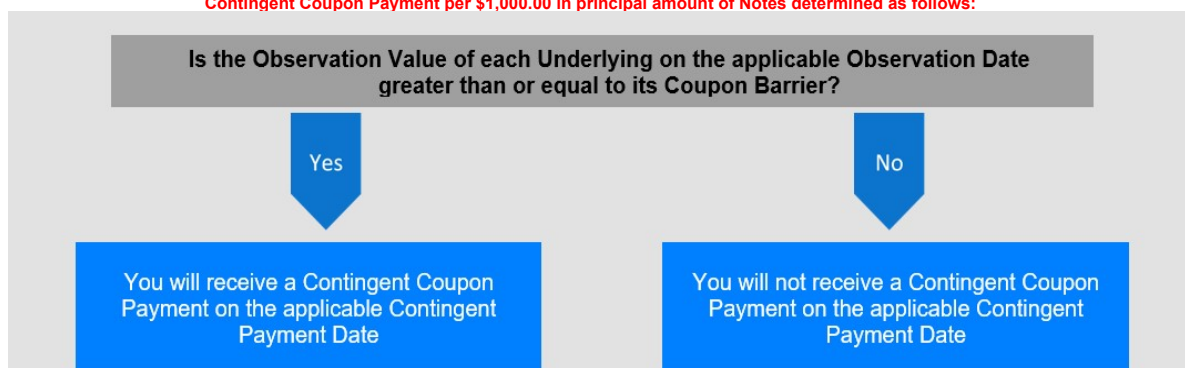 Contingent Coupon Payment per $1,000.00 in principal amount of Notes determined as follows:
Is the Observation Value of each Underlying on the applicable Observation Date
greater than or equal to its Coupon Barrier?
Yes
No
You will receive a Contingent Coupon
Payment on the applicable Contingent
Payment Date
You will not receive a Contingent Coupon
Payment on the applicable Contingent
Payment Date